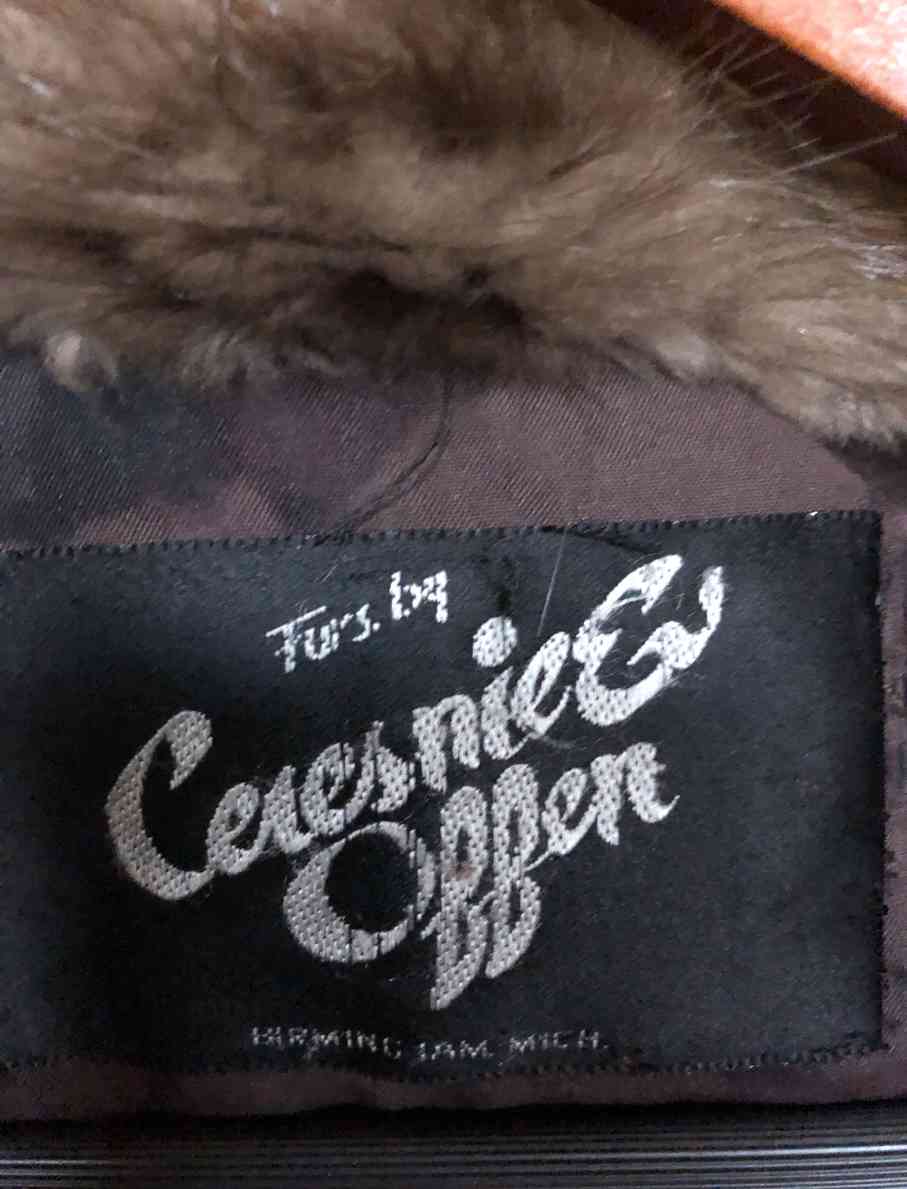 Furs by
Ceresnie &
Offen
BIRMINGHAM, MICH.